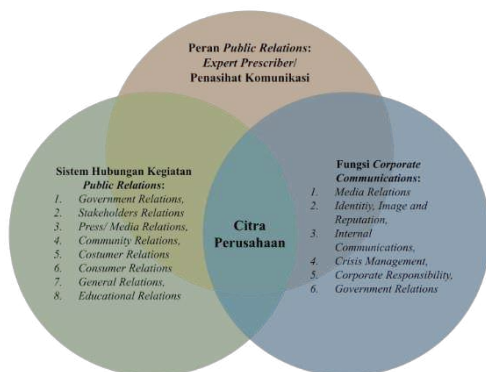 Peran Public Relations:
Expert Prescriber/
Penasihat Komunikasi
Sistem Hubungan Kegiatan
Public Relations:
1. Government Relations,
2. Stakeholders Relations
3. Press/ Media Relations,
4. Community Relations,
5. Costumer Relations
6. Consumer Relations
7. General Relations,
8. Educational Relations
Citra
Perusahaan
Fungsi Corporate
Communications:
1. Media Relations
2. Identitiy, Image and
Reputation,
3. Internal
Communications,
4. Crisis Management,
5. Corporate Responsibility,
6. Government Relations